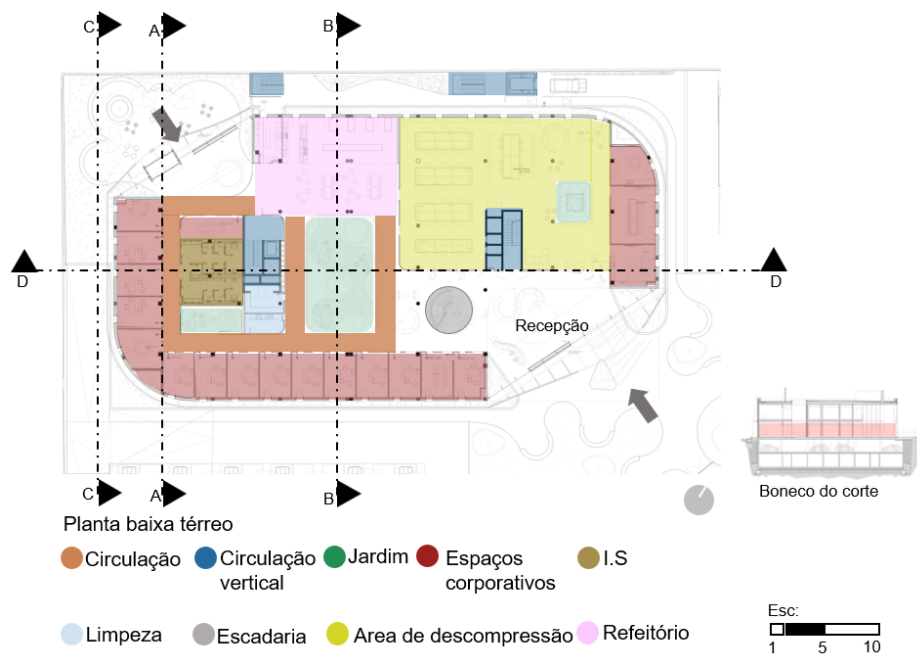 C
A
B
D
D
Recepção
C
A
B
Boneco do corte
Planta baixa térreo
Circulação
Circulação
vertical
Jardim
Espaços
corporativos
I.S
Limpeza
Escadaria
Area de descompressão
Refeitório
Esc:
1 5 10